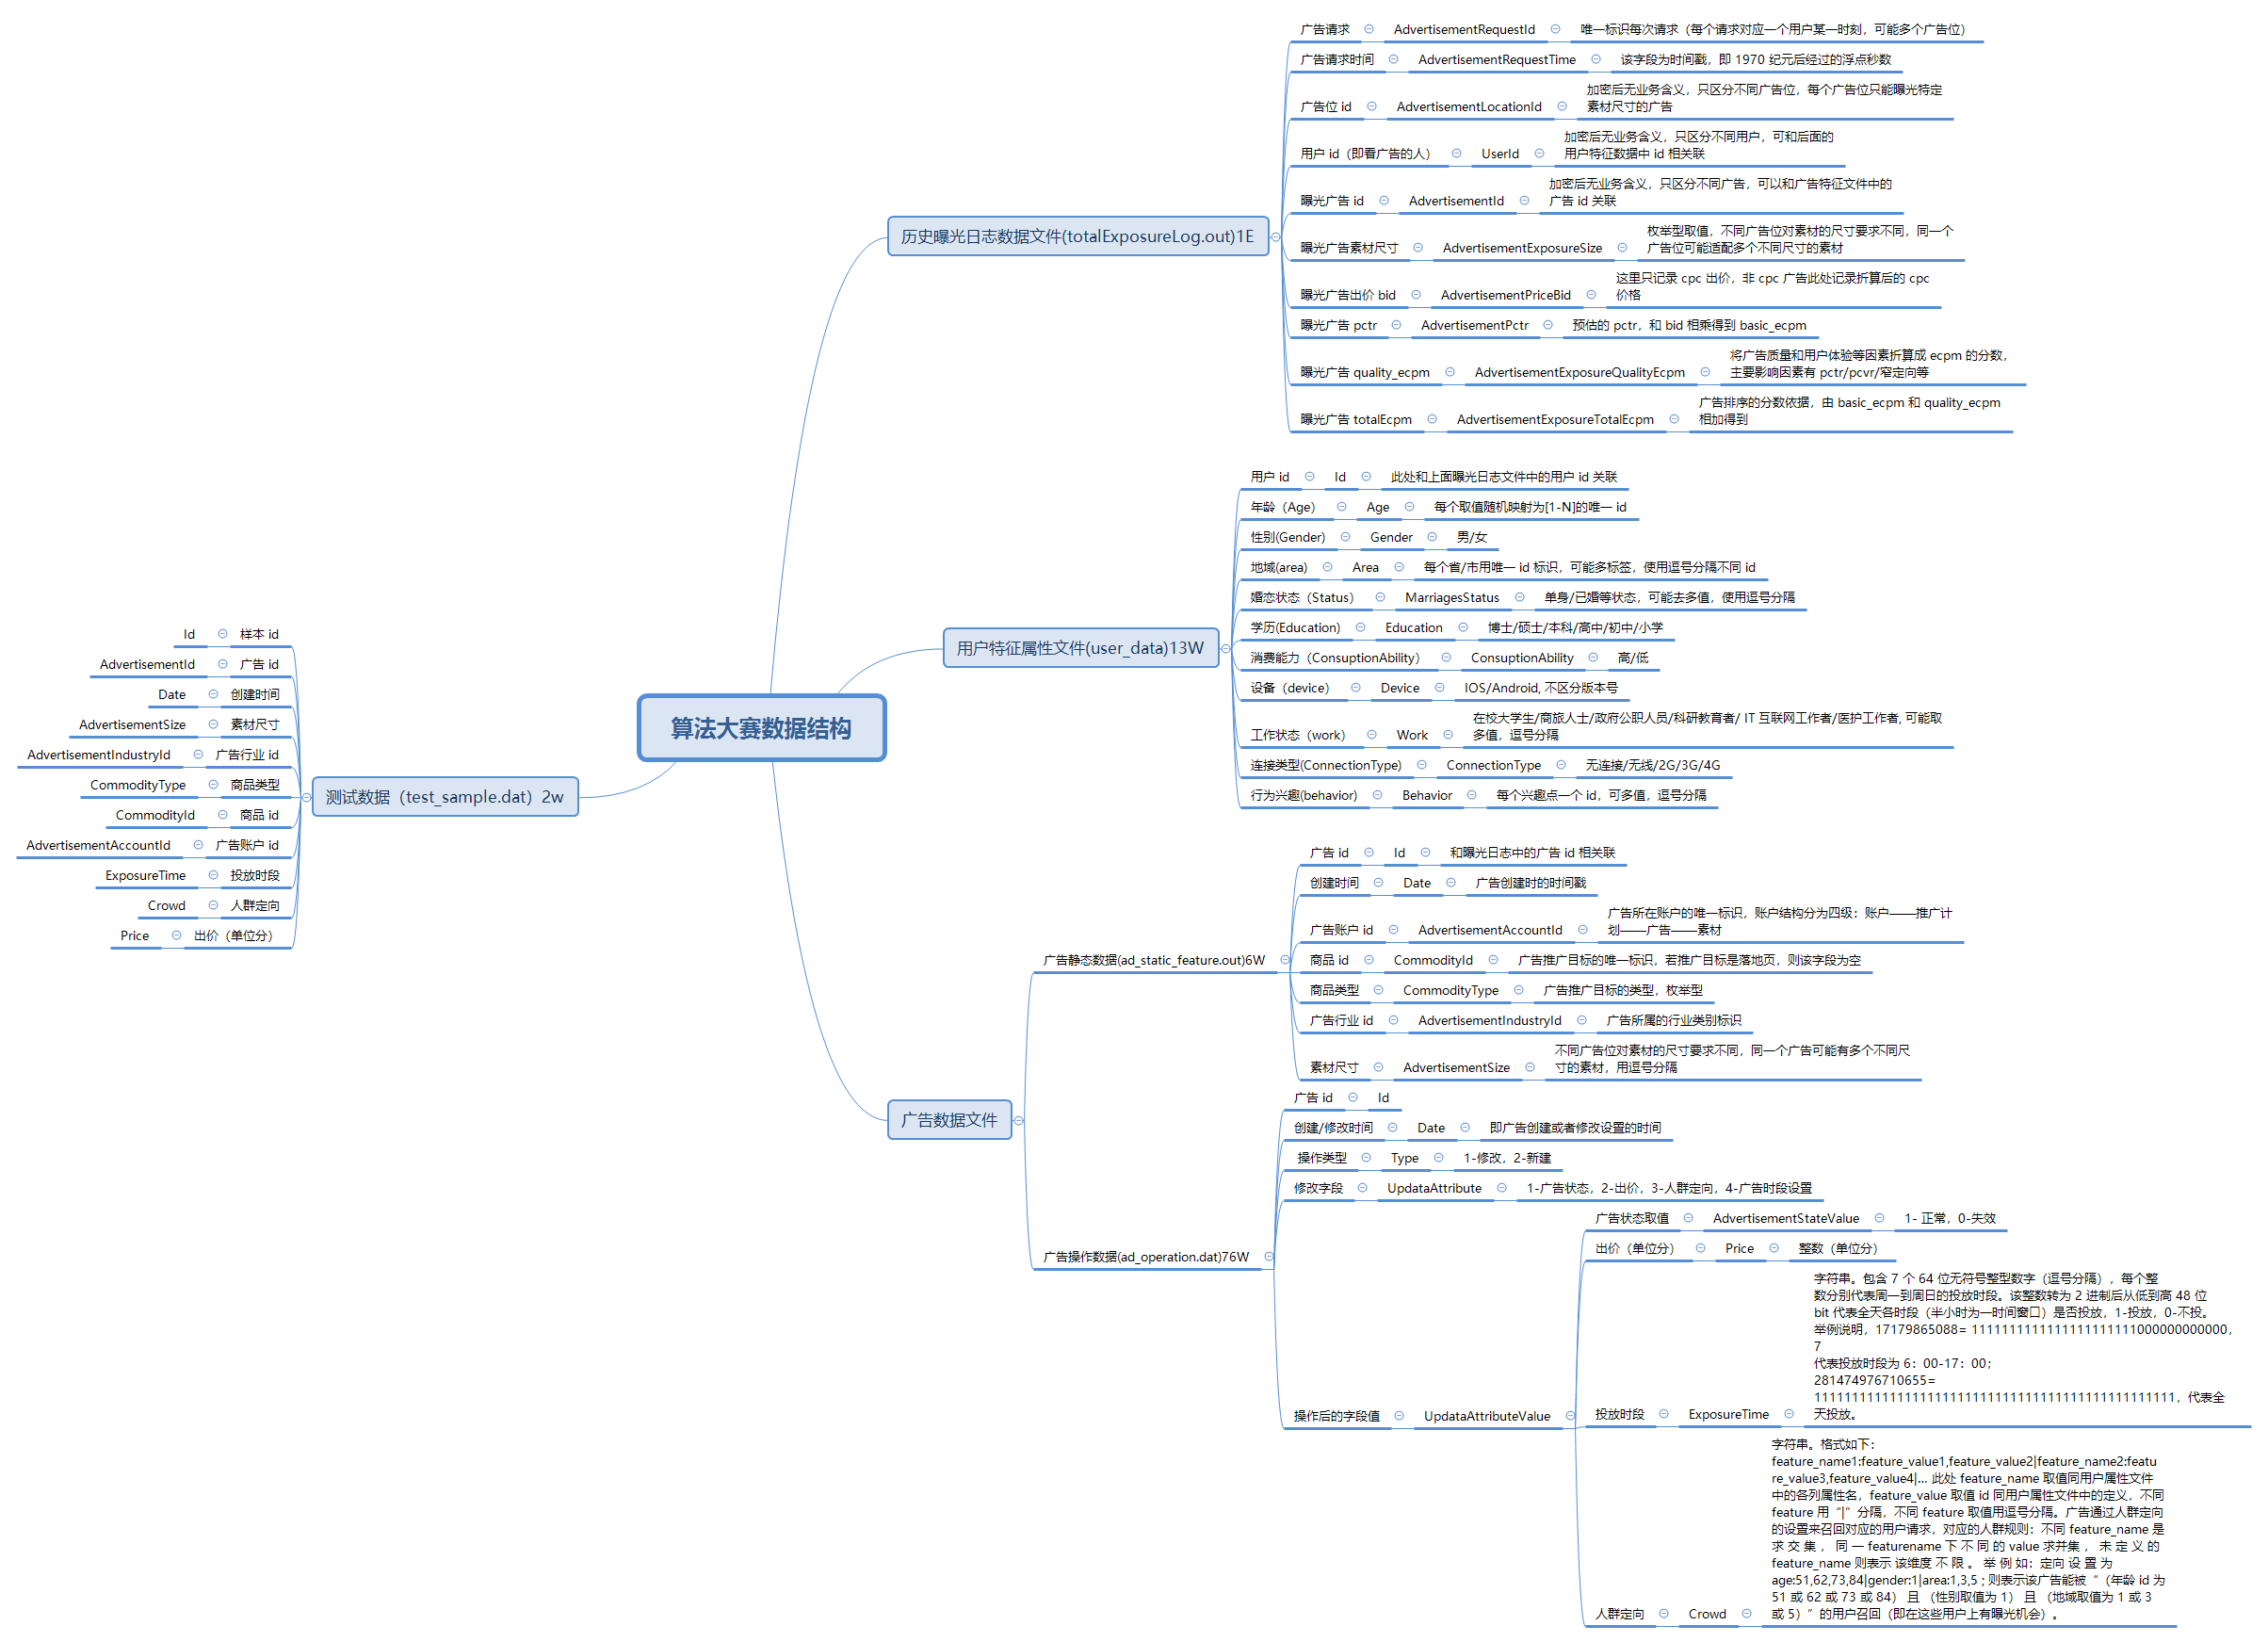 算法大赛数据结构
历史曝光日志数据文件(totalExposureLog.out)1E
广告请求 AdvertisementRequestId 唯一标识每次请求（每个请求对应一个用户某一时刻，可能多个广告位）
广告请求时间 AdvertisementRequestTime 该字段为时间戳，即 1970 纪元后经过的浮点秒数
广告位 id AdvertisementLocationId 加密后无业务含义，只区分不同广告位，每个广告位只能曝光特定
素材尺寸的广告
用户 id（即看广告的人） UserId 加密后无业务含义，只区分不同用户，可和后面的
用户特征数据中 id 相关联
曝光广告 id AdvertisementId 加密后无业务含义，只区分不同广告，可以和广告特征文件中的
广告 id 关联
曝光广告素材尺寸 AdvertisementExposureSize 枚举型取值，不同广告位对素材的尺寸要求不同，同一个
广告位可能适配多个不同尺寸的素材
曝光广告出价 bid AdvertisementPriceBid 这里只记录 cpc 出价，非 cpc 广告此处记录折算后的 cpc
价格
曝光广告 pctr AdvertisementPctr 预估的 pctr，和 bid 相乘得到 basic_ecpm
曝光广告 quality_ecpm AdvertisementExposureQualityEcpm 将广告质量和用户体验等因素折算成 ecpm 的分数，
主要影响因素有 pctr/pcvr/窄定向等
曝光广告 totalEcpm AdvertisementExposureTotalEcpm 广告排序的分数依据，由 basic_ecpm 和 quality_ecpm
相加得到
用户特征属性文件(user_data)13W
用户 id Id 此处和上面曝光日志文件中的用户 id 关联
年龄（Age） Age 每个取值随机映射为[1-N]的唯一 id
性别(Gender) Gender 男/女
地域(area) Area 每个省/市用唯一 id 标识，可能多标签，使用逗号分隔不同 id
婚恋状态（Status） MarriagesStatus 单身/已婚等状态，可能去多值，使用逗号分隔
学历(Education) Education 博士/硕士/本科/高中/初中/小学
消费能力（ConsuptionAbility） ConsuptionAbility 高/低
设备（device） Device IOS/Android, 不区分版本号
工作状态（work） Work 在校大学生/商旅人士/政府公职人员/科研教育者/ IT 互联网工作者/医护工作者, 可能取
多值，逗号分隔
连接类型(ConnectionType) ConnectionType 无连接/无线/2G/3G/4G
行为兴趣(behavior) Behavior 每个兴趣点一个 id，可多值，逗号分隔
广告数据文件
广告静态数据(ad_static_feature.out)6W
广告 id Id 和曝光日志中的广告 id 相关联
创建时间 Date 广告创建时的时间戳
广告账户 id AdvertisementAccountId 广告所在账户的唯一标识，账户结构分为四级：账户——推广计
划——广告——素材
商品 id CommodityId 广告推广目标的唯一标识，若推广目标是落地页，则该字段为空
商品类型 CommodityType 广告推广目标的类型，枚举型
广告行业 id AdvertisementIndustryId 广告所属的行业类别标识
素材尺寸 AdvertisementSize 不同广告位对素材的尺寸要求不同，同一个广告可能有多个不同尺
寸的素材，用逗号分隔
广告操作数据(ad_operation.dat)76W
广告 id Id
创建/修改时间 Date 即广告创建或者修改设置的时间
操作类型 Type 1-修改，2-新建
修改字段 UpdataAttribute 1-广告状态，2-出价，3-人群定向，4-广告时段设置
操作后的字段值 UpdataAttributeValue
广告状态取值 AdvertisementStateValue 1- 正常，0-失效
出价（单位分） Price 整数（单位分）
投放时段 ExposureTime 字符串。包含 7 个 64 位无符号整型数字（逗号分隔），每个整
数分别代表周一到周日的投放时段。该整数转为 2 进制后从低到高 48 位
bit 代表全天各时段（半小时为一时间窗口）是否投放，1-投放，0-不投。
举例说明，17179865088= 1111111111111111111111000000000000，
7
代表投放时段为 6：00-17：00；
281474976710655=
111111111111111111111111111111111111111111111111，代表全
天投放。
人群定向 Crowd 字符串。格式如下：
feature_name1:feature_value1,feature_value2|feature_name2:featu
re_value3,feature_value4|… 此处 feature_name 取值同用户属性文件
中的各列属性名，feature_value 取值 id 同用户属性文件中的定义，不同
feature 用“|”分隔，不同 feature 取值用逗号分隔。广告通过人群定向
的设置来召回对应的用户请求，对应的人群规则：不同 feature_name 是
求 交 集 ， 同 一 featurename 下 不 同 的 value 求并集 ， 未 定 义 的
feature_name 则表示 该维度 不 限 。 举 例 如：定向 设 置 为
age:51,62,73,84|gender:1|area:1,3,5 ; 则表示该广告能被“（年龄 id 为
51 或 62 或 73 或 84） 且 （性别取值为 1） 且 （地域取值为 1 或 3
或 5）”的用户召回（即在这些用户上有曝光机会）。
测试数据（test_sample.dat）2w
Id 样本 id
AdvertisementId 广告 id
Date 创建时间
AdvertisementSize 素材尺寸
AdvertisementIndustryId 广告行业 id
CommodityType 商品类型
CommodityId 商品 id
AdvertisementAccountId 广告账户 id
ExposureTime 投放时段
Crowd 人群定向
Price 出价（单位分）